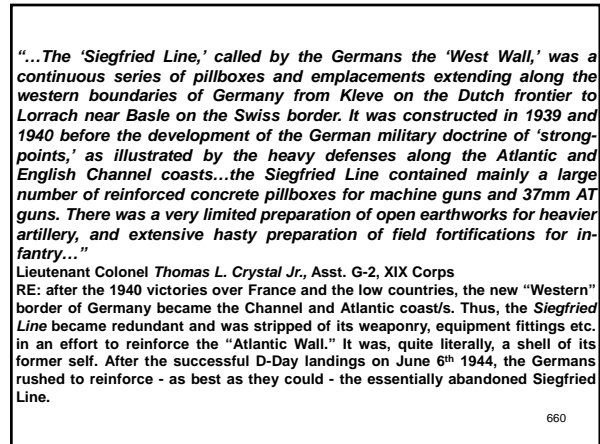 “…The ‘Siegfried Line,’ called by the Germans the ‘West Wall,’ was a
continuous series of pillboxes and emplacements extending along the
western boundaries of Germany from Kleve on the Dutch frontier to
Lorrach near Basle on the Swiss border. It was constructed in 1939 and
1940 before the development of the German military doctrine of ‘strong-
points,’ as illustrated by the heavy defenses along the Atlantic and
English Channel coasts…the Siegfried Line contained mainly a large
number of reinforced concrete pillboxes for machine guns and 37mm AT
guns. There was a very limited preparation of open earthworks for heavier
artillery, and extensive hasty preparation of field fortifications for in-
fantry…”
Lieutenant Colonel Thomas L. Crystal Jr., Asst. G-2, XIX Corps
RE: after the 1940 victories over France and the low countries, the new “Western”
border of Germany became the Channel and Atlantic coast/s. Thus, the Siegfried
Line became redundant and was stripped of its weaponry, equipment fittings etc.
in an effort to reinforce the “Atlantic Wall.” It was, quite literally, a shell of its
former self. After the successful D-Day landings on June 6th 1944, the Germans
rushed to reinforce - as best as they could - the essentially abandoned Siegfried
Line.
660